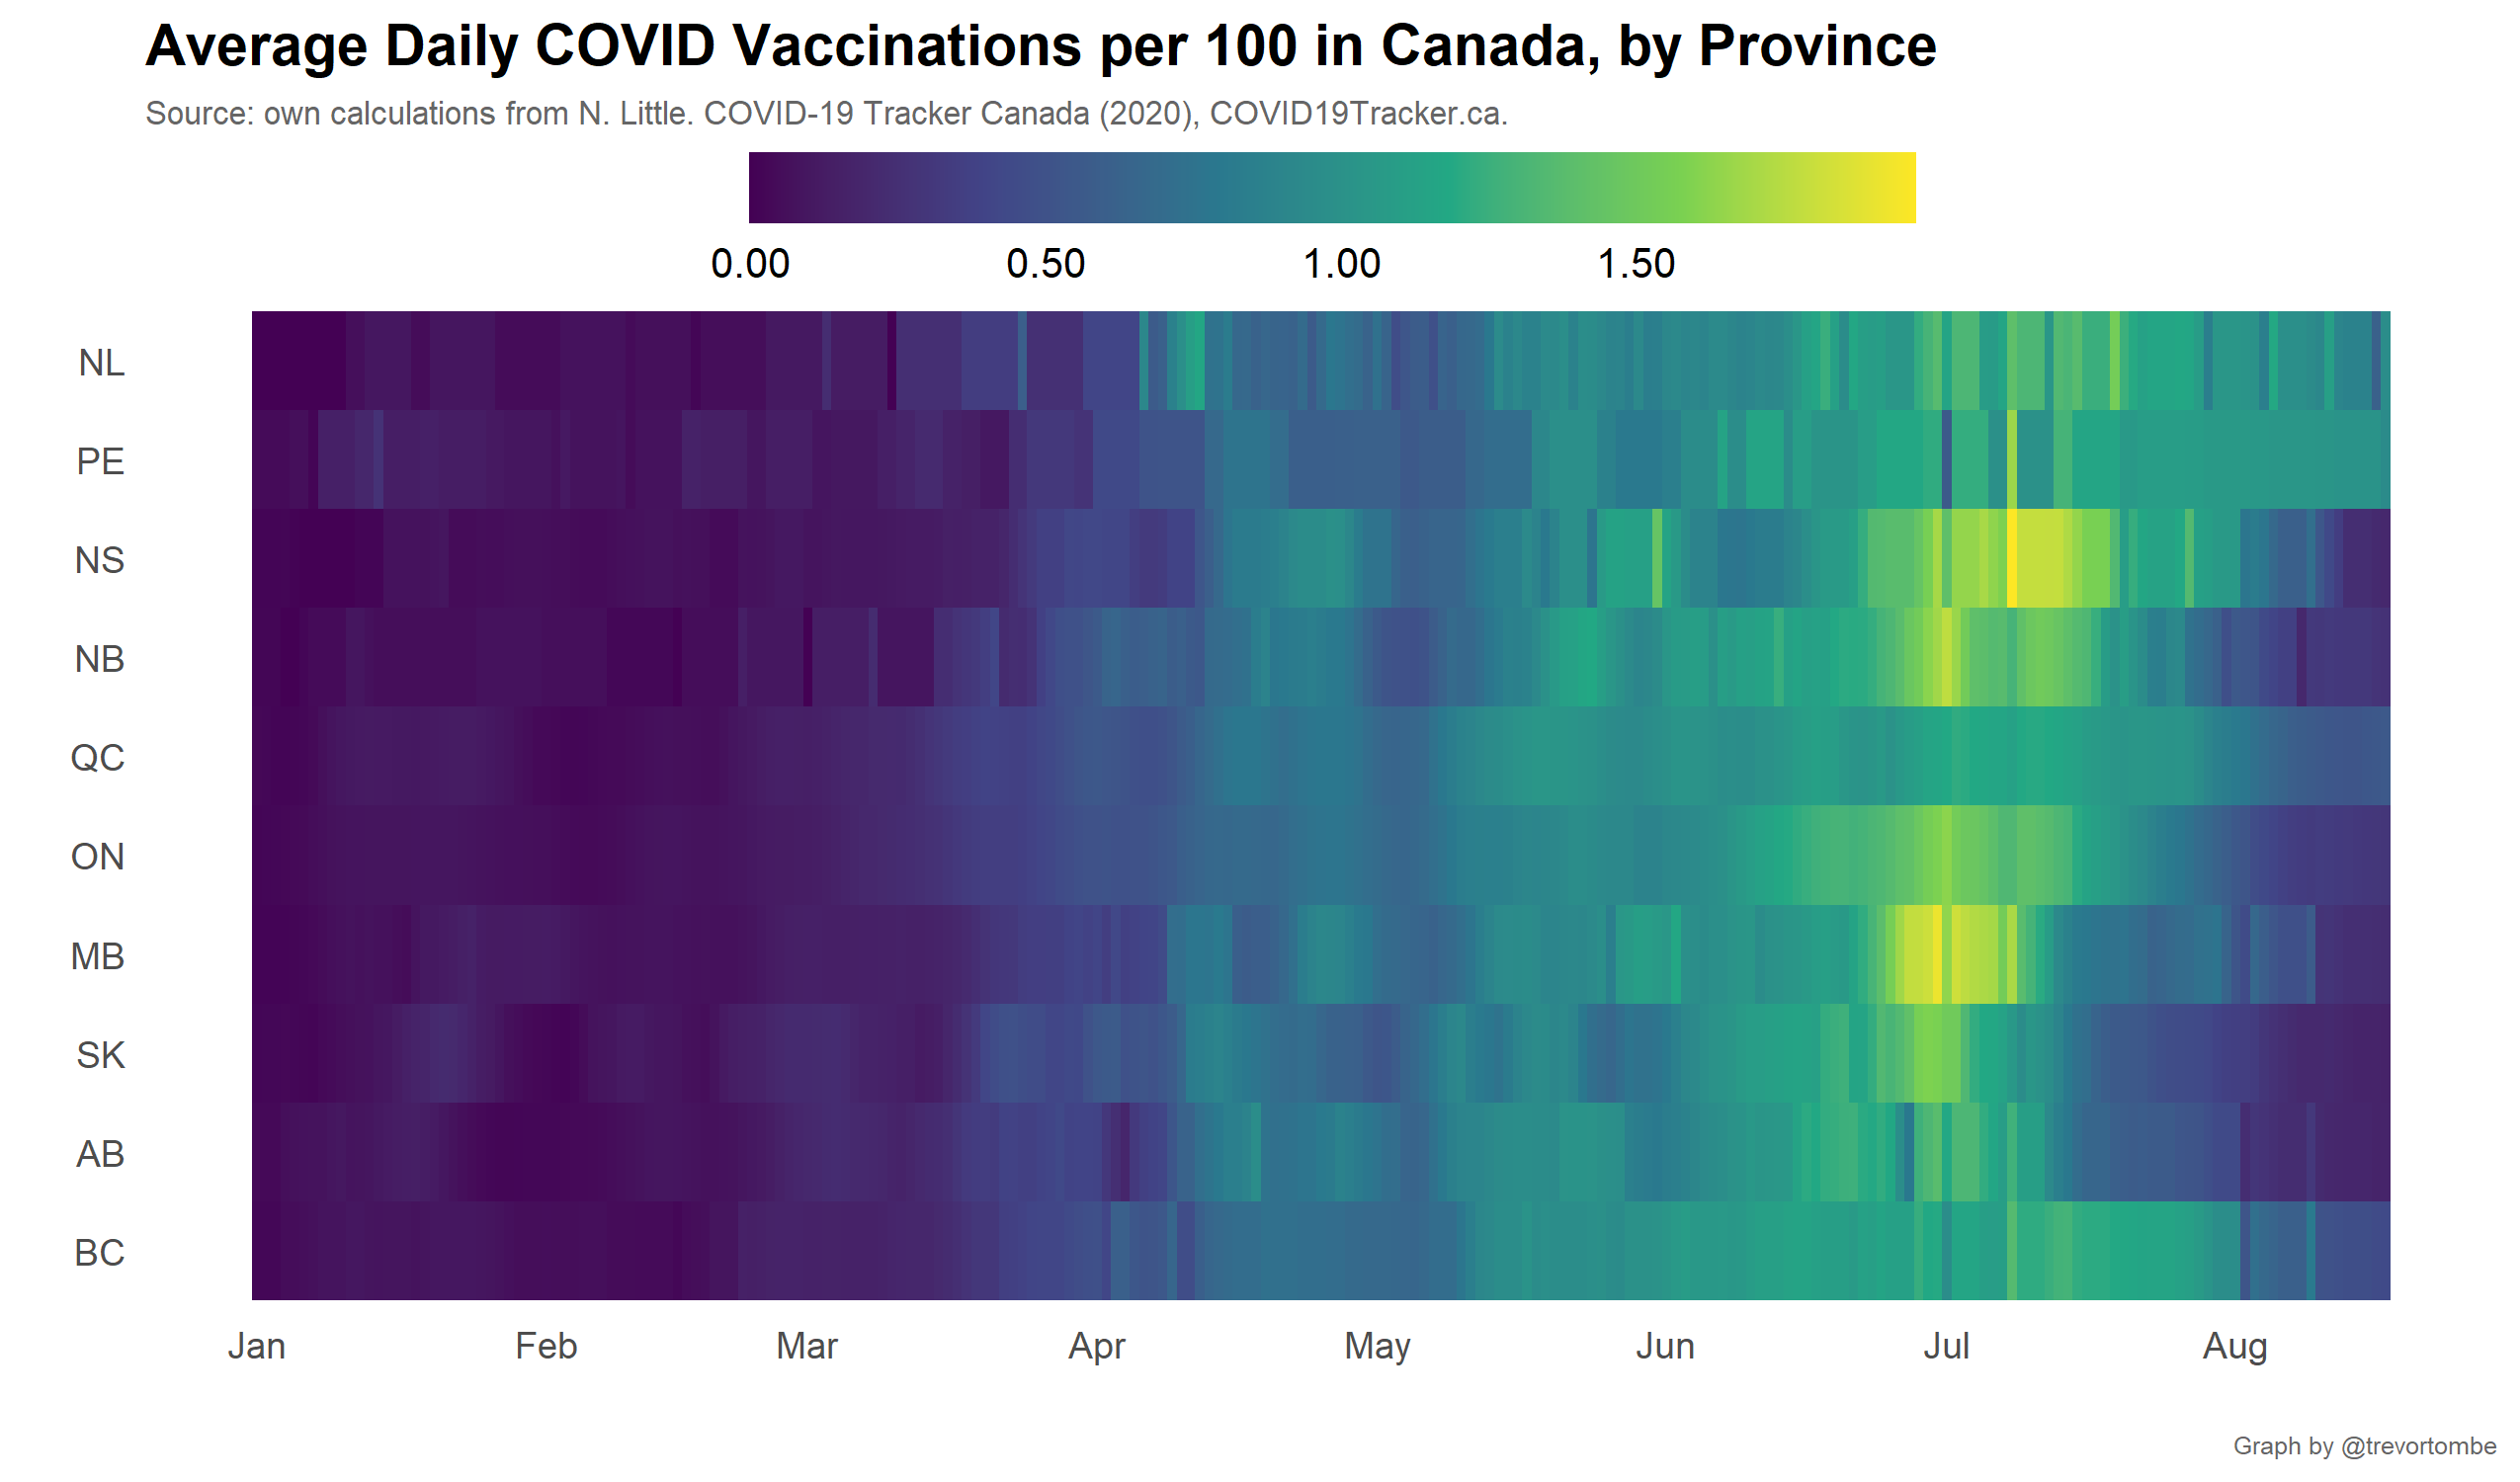 Average Daily COVID Vaccinations per 100 in Canada, by Province
Source: own calculations from N. Little. COVID-19 Tracker Canada (2020), COVID19Tracker.ca.
0.00 0.50 1.00 1.50
NL
PE
NS
NB
QC
ON
MB
SK
AB
BC
Jan Feb Mar Apr May Jun Jul Aug
Graph by @trevortombe